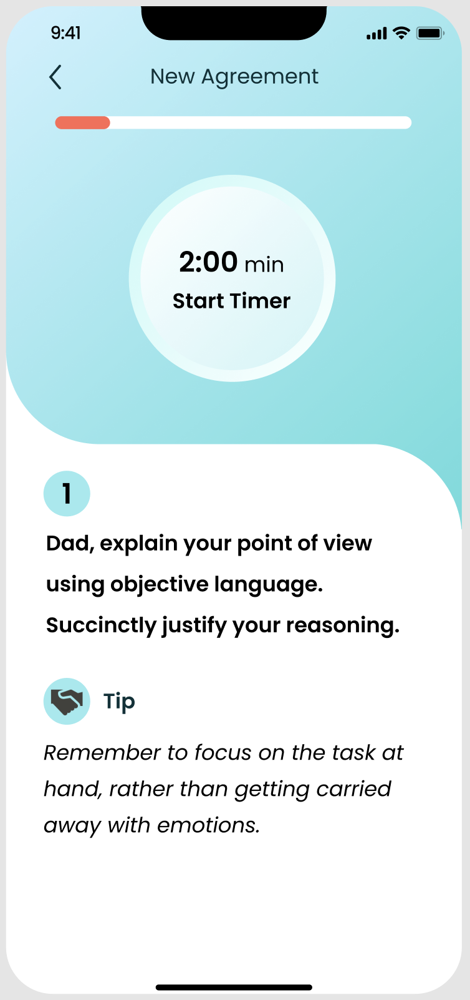 9:41
New Agreement
2:00 min
Start Timer
1
Dad, explain your point of view
using objective language.
Succinctly justify your reasoning.
Tip
Remember to focus on the task at
hand, rather than getting carried
away with emotions.